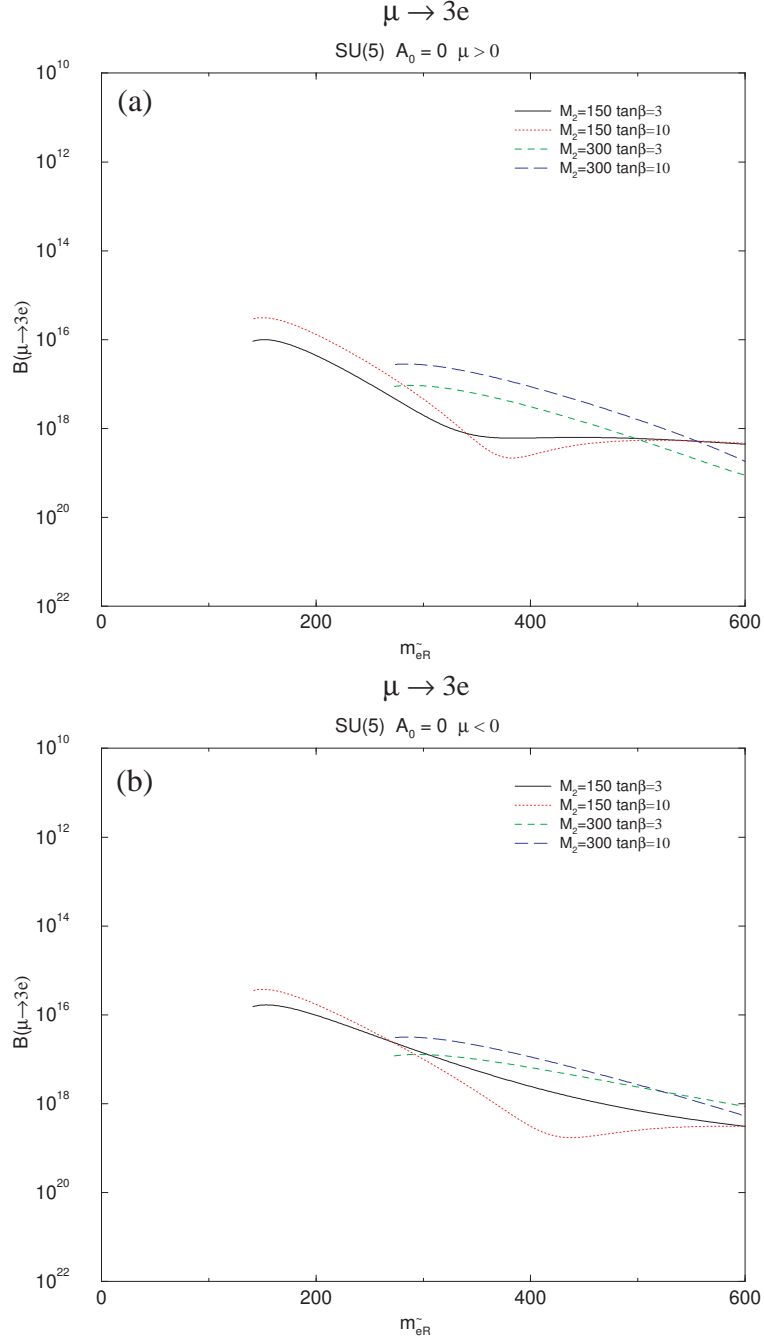 μ → 3e
SU(5) A₀ = 0 μ > 0
(a)
M₂=150 tanβ=3
M₂=150 tanβ=10
M₂=300 tanβ=3
M₂=300 tanβ=10
B(μ→3e)
10¹⁰
10¹²
10¹⁴
10¹⁶
10¹⁸
10²⁰
10²²
0 200 400 600
m_ẽR
μ → 3e
SU(5) A₀ = 0 μ < 0
(b)
M₂=150 tanβ=3
M₂=150 tanβ=10
M₂=300 tanβ=3
M₂=300 tanβ=10
B(μ→3e)
10¹⁰
10¹²
10¹⁴
10¹⁶
10¹⁸
10²⁰
10²²
0 200 400 600
m_ẽR